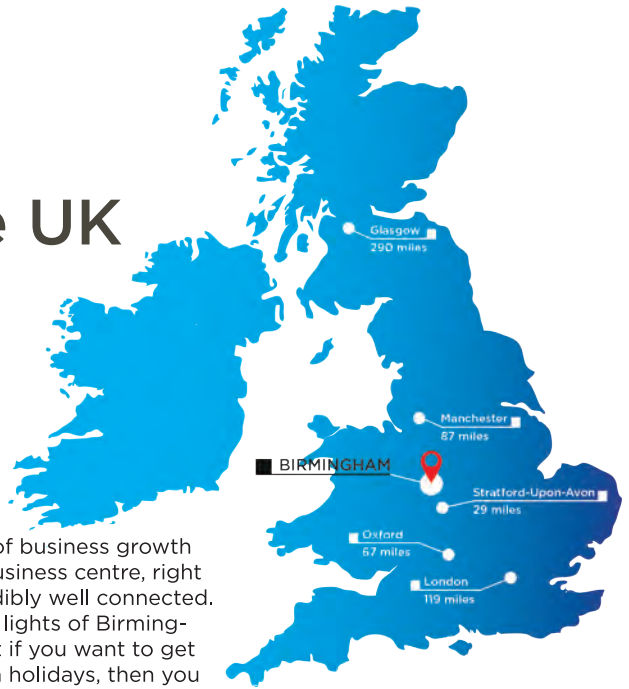 e UK
Glasgow
290 miles
Manchester
87 miles
BIRMINGHAM
Stratford-Upon-Avon
29 miles
Oxford
67 miles
London
119 miles
of business growth
usiness centre, right
dibly well connected.
lights of Birming-
t if you want to get
n holidays, then you